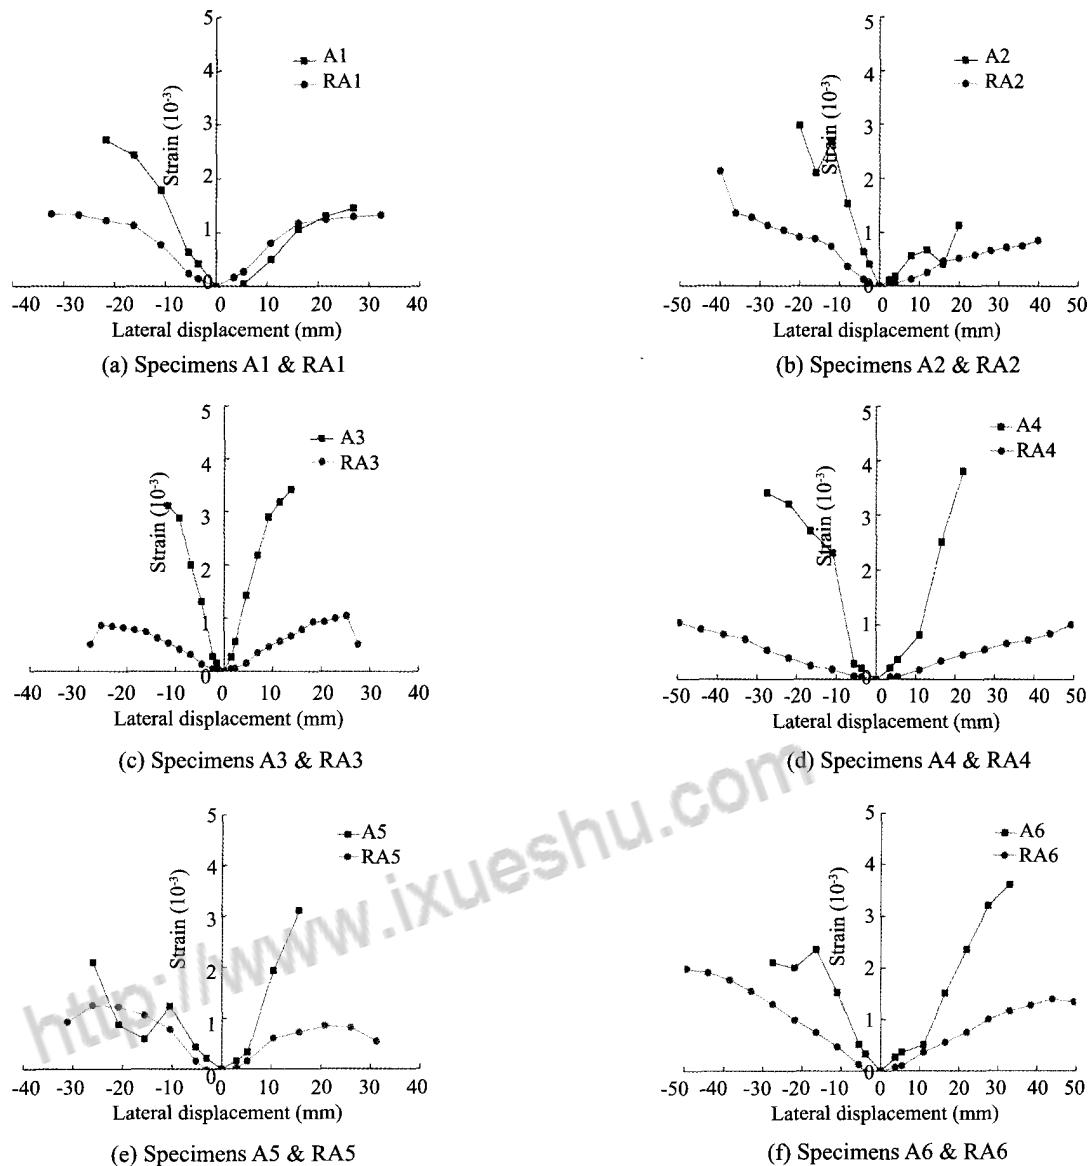 5
4
3
2
1
0
Strain (10⁻³)
A1
RA1
-40 -30 -20 -10 0 10 20 30 40
Lateral displacement (mm)
(a) Specimens A1 & RA1
5
4
3
2
1
0
Strain (10⁻³)
A2
RA2
-50 -40 -30 -20 -10 0 10 20 30 40 50
Lateral displacement (mm)
(b) Specimens A2 & RA2
5
4
3
2
1
0
Strain (10⁻³)
A3
RA3
-40 -30 -20 -10 0 10 20 30 40
Lateral displacement (mm)
(c) Specimens A3 & RA3
5
4
3
2
1
0
Strain (10⁻³)
A4
RA4
-50 -40 -30 -20 -10 0 10 20 30 40 50
Lateral displacement (mm)
(d) Specimens A4 & RA4
5
4
3
2
1
0
Strain (10⁻³)
A5
RA5
-40 -30 -20 -10 0 10 20 30 40
Lateral displacement (mm)
(e) Specimens A5 & RA5
5
4
3
2
1
0
Strain (10⁻³)
A6
RA6
-50 -40 -30 -20 -10 0 10 20 30 40 50
Lateral displacement (mm)
(f) Specimens A6 & RA6
http://www.ixueshu.com